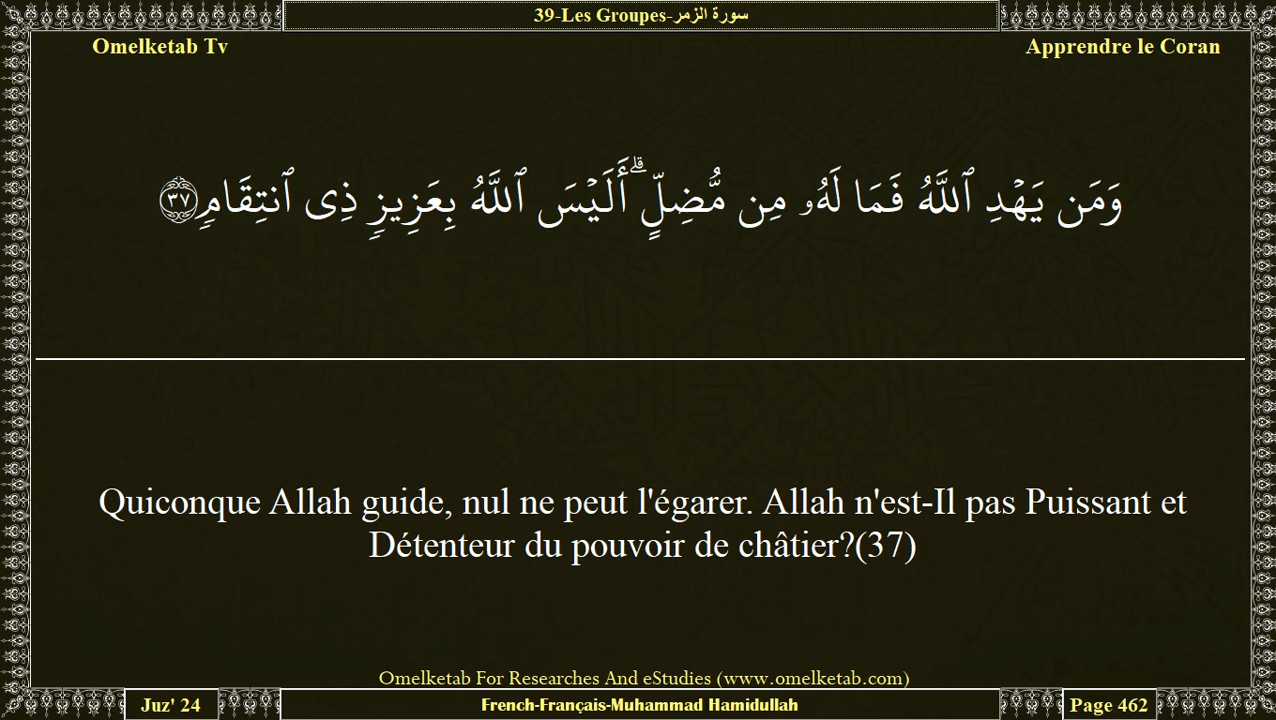 39-Les Groupes-سورة الزمر
Omelketab Tv
Apprendre le Coran
وَمَن يَهْدِ ٱللَّهُ فَمَا لَهُۥ مِن مُّضِلٍّ ۗ أَلَيْسَ ٱللَّهُ بِعَزِيزٍ ذِى ٱنتِقَامٍ ﴿٣٧﴾
Quiconque Allah guide, nul ne peut l'égarer. Allah n'est-Il pas Puissant et
Détenteur du pouvoir de châtier?(37)
Omelketab For Researches And eStudies (www.omelketab.com)
Juz' 24
French-Français-Muhammad Hamidullah
Page 462